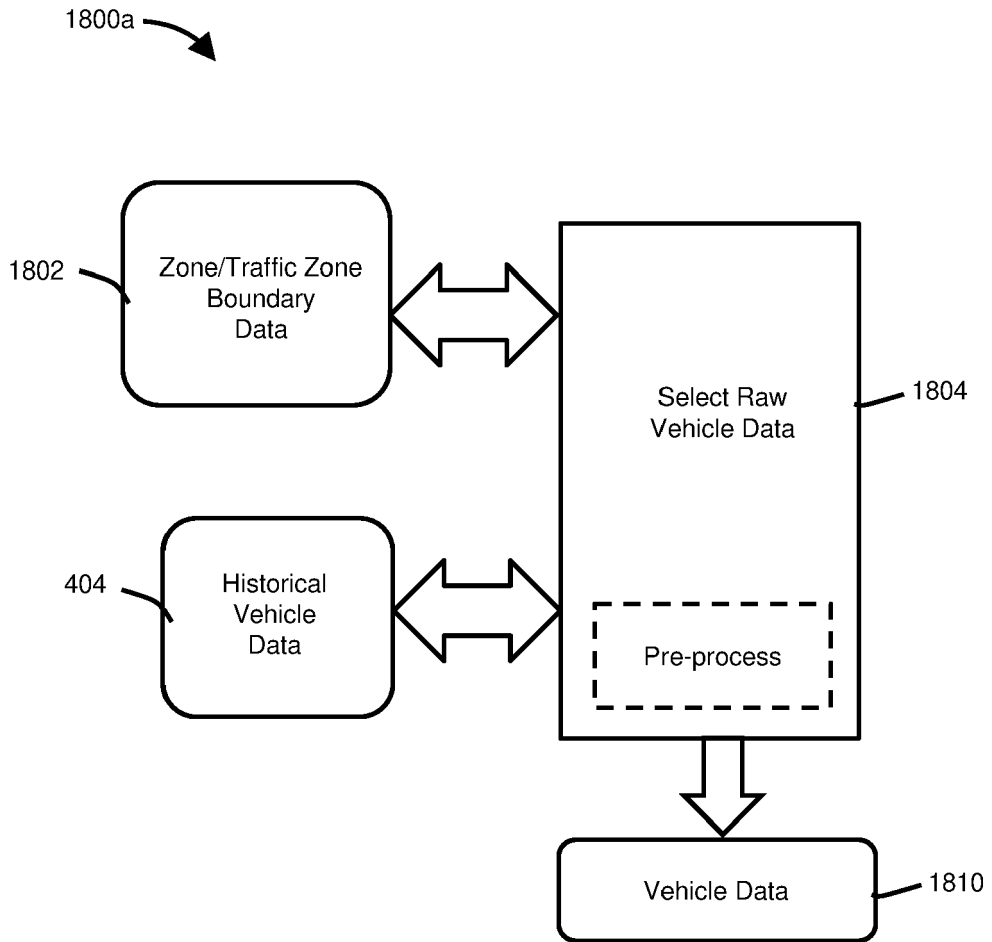 1800a
1802
Zone/Traffic Zone
Boundary
Data
Select Raw
Vehicle Data
1804
404
Historical
Vehicle
Data
Pre-process
Vehicle Data
1810